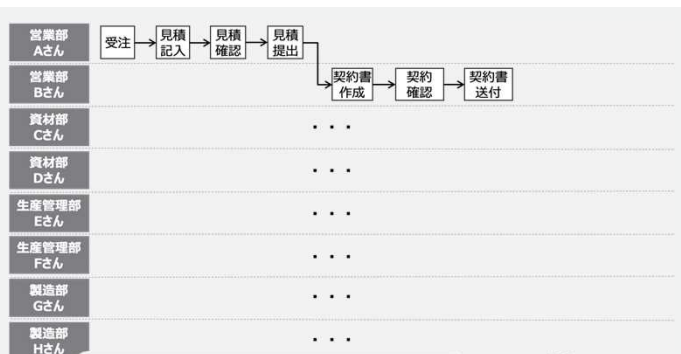 営業部
Aさん
受注
見積
記入
見積
確認
見積
提出
営業部
Bさん
契約書
作成
契約
確認
契約書
送付
資材部
Cさん
・・・
資材部
Dさん
・・・
生産管理部
Eさん
・・・
生産管理部
Fさん
・・・
製造部
Gさん
・・・
製造部
Hさん
・・・